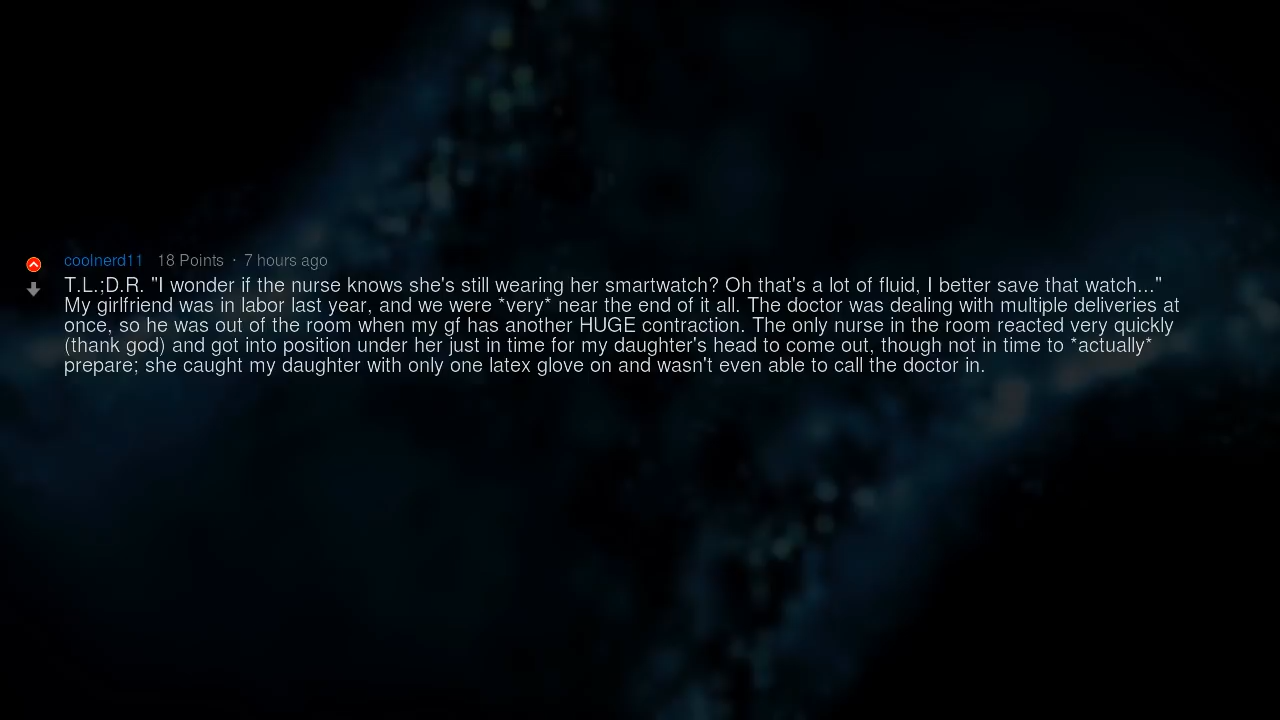 coolnerd11 18 Points · 7 hours ago
T.L.;D.R. "I wonder if the nurse knows she's still wearing her smartwatch? Oh that's a lot of fluid, I better save that watch..."
My girlfriend was in labor last year, and we were *very* near the end of it all. The doctor was dealing with multiple deliveries at
once, so he was out of the room when my gf has another HUGE contraction. The only nurse in the room reacted very quickly
(thank god) and got into position under her just in time for my daughter's head to come out, though not in time to *actually*
prepare; she caught my daughter with only one latex glove on and wasn't even able to call the doctor in.